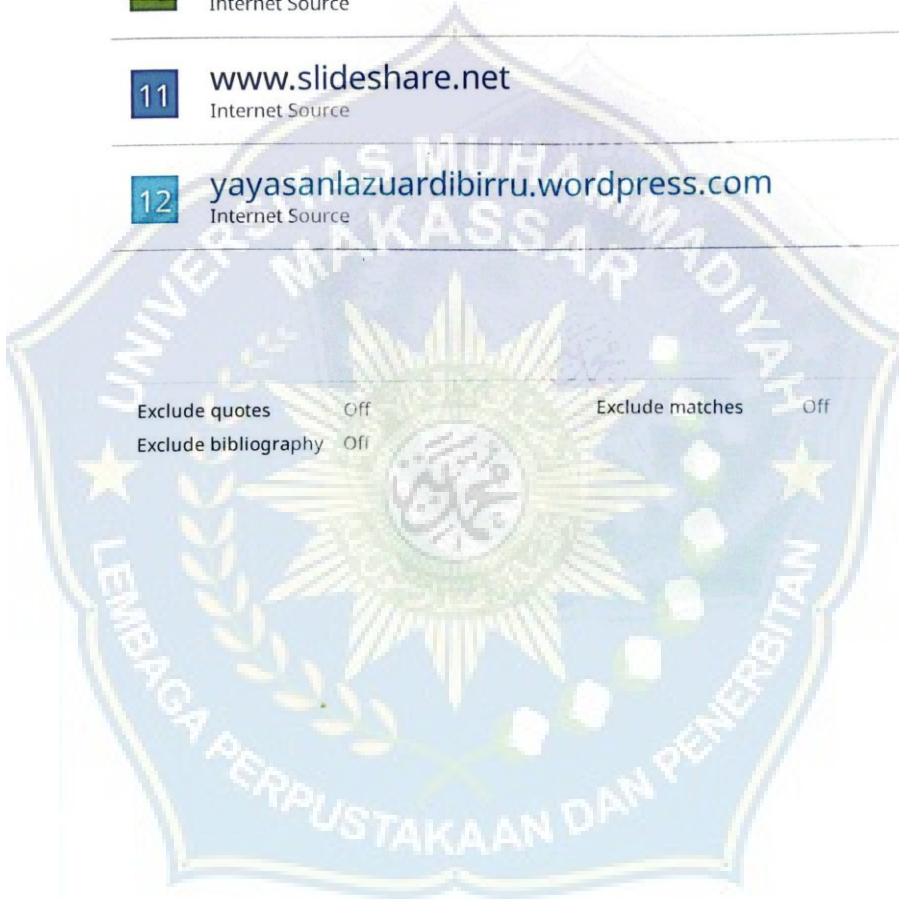 Internet Source
11
www.slideshare.net
Internet Source
12
yayasanlazuardibirru.wordpress.com
Internet Source
UNIVERSITAS MUHAMMADIYAH
MAKASSAR
Exclude quotes Off
Exclude matches Off
Exclude bibliography Off
محمد
LEMBAGA PERPUSTAKAAN DAN PENERBITAN